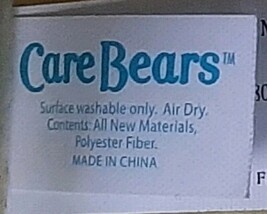 Care Bears™
Surface washable only. Air Dry.
Contents: All New Materials,
Polyester Fiber.
MADE IN CHINA